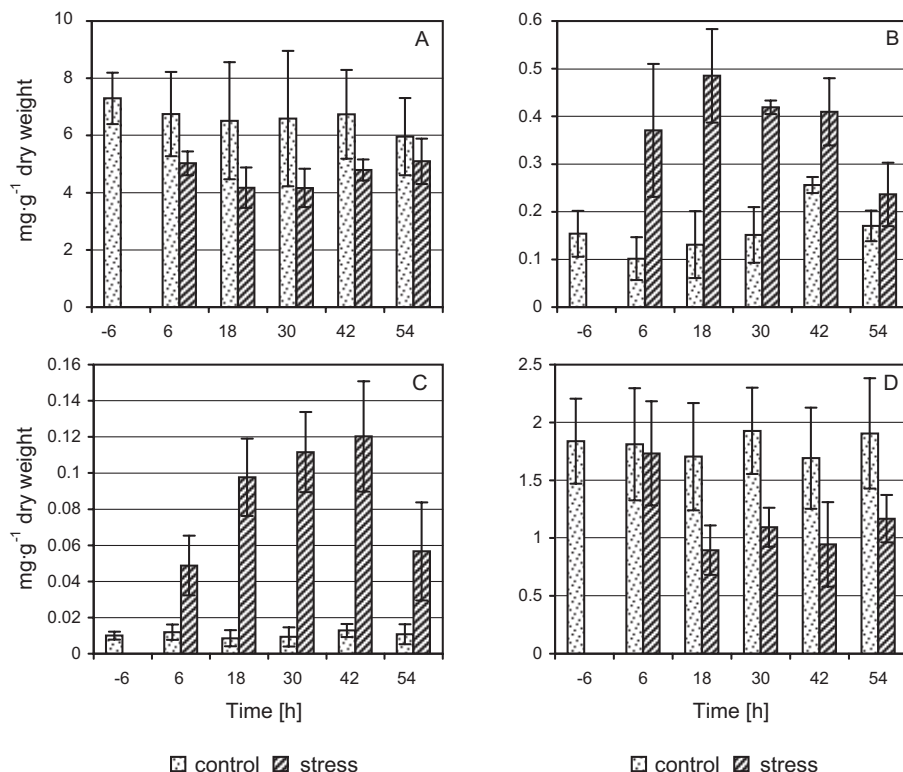 A
10
8
6
4
2
0
mg·g⁻¹ dry weight
-6 6 18 30 42 54
B
0.6
0.5
0.4
0.3
0.2
0.1
0
-6 6 18 30 42 54
C
0.16
0.14
0.12
0.1
0.08
0.06
0.04
0.02
0
mg·g⁻¹ dry weight
-6 6 18 30 42 54
Time [h]
D
2.5
2
1.5
1
0.5
0
-6 6 18 30 42 54
Time [h]
control stress
control stress